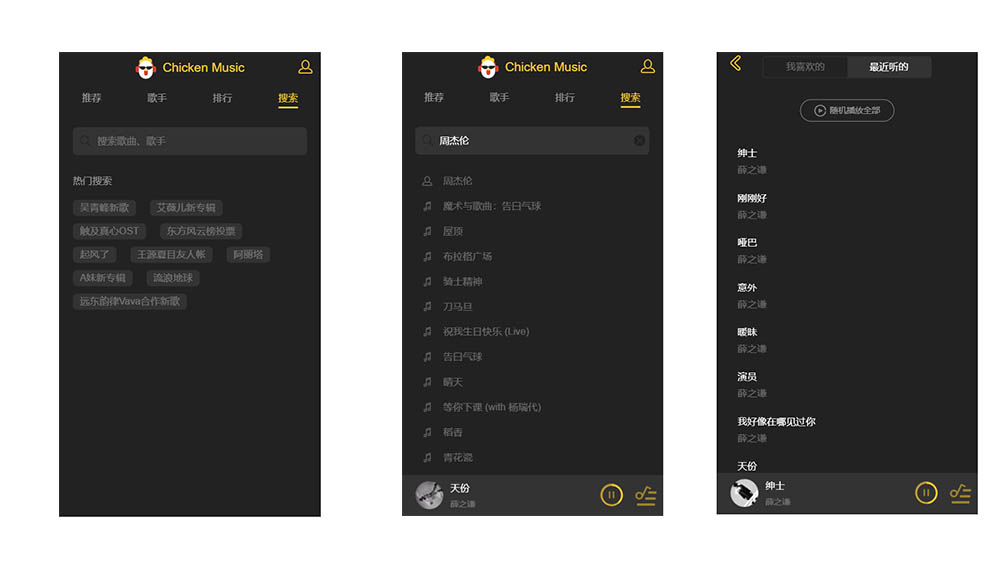 Chicken Music
推荐 歌手 排行 搜索
搜索歌曲、歌手
热门搜索
吴青峰新歌 艾薇儿新专辑
触及真心OST 东方风云榜投票
起风了 王源夏目友人帐 阿丽塔
A妹新专辑 流浪地球
远东韵律Vava合作新歌
Chicken Music
推荐 歌手 排行 搜索
周杰伦
周杰伦
魔术与歌曲：告白气球
屋顶
布拉格广场
骑士精神
刀马旦
祝我生日快乐 (Live)
告白气球
晴天
等你下课 (with 杨瑞代)
稻香
青花瓷
天份
薛之谦
我喜欢的 最近听的
随机播放全部
绅士
薛之谦
刚刚好
薛之谦
哑巴
薛之谦
意外
薛之谦
暧昧
薛之谦
演员
薛之谦
我好像在哪见过你
薛之谦
天份
绅士
薛之谦